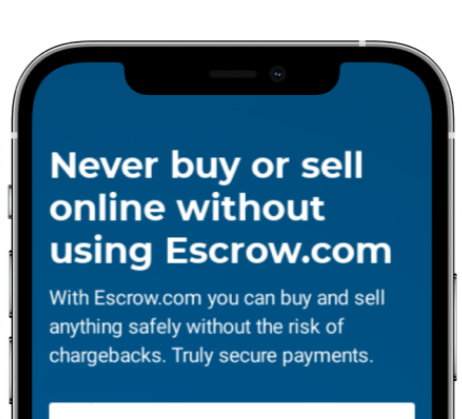 Never buy or sell
online without
using Escrow.com
With Escrow.com you can buy and sell
anything safely without the risk of
chargebacks. Truly secure payments.